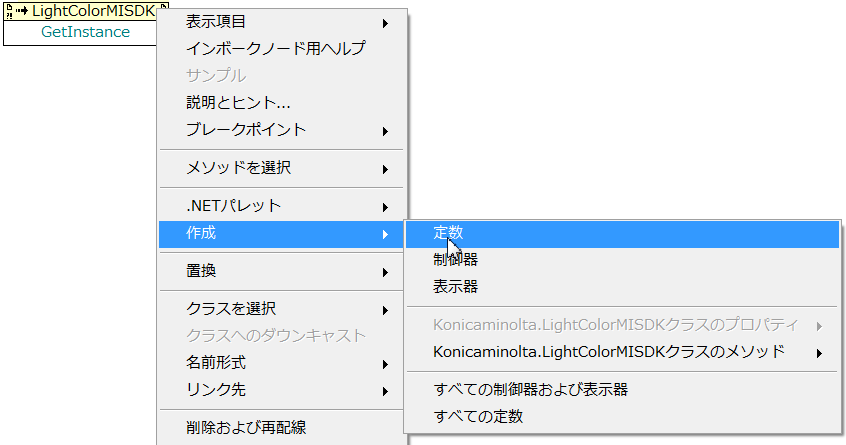 LightColorMISDK
GetInstance
表示項目
インボークノード用ヘルプ
サンプル
説明とヒント...
ブレークポイント
メソッドを選択
.NETパレット
作成
置換
クラスを選択
クラスへのダウンキャスト
名前形式
リンク先
削除および再配線
定数
制御器
表示器
Konicaminolta.LightColorMISDKクラスのプロパティ
Konicaminolta.LightColorMISDKクラスのメソッド
すべての制御器および表示器
すべての定数